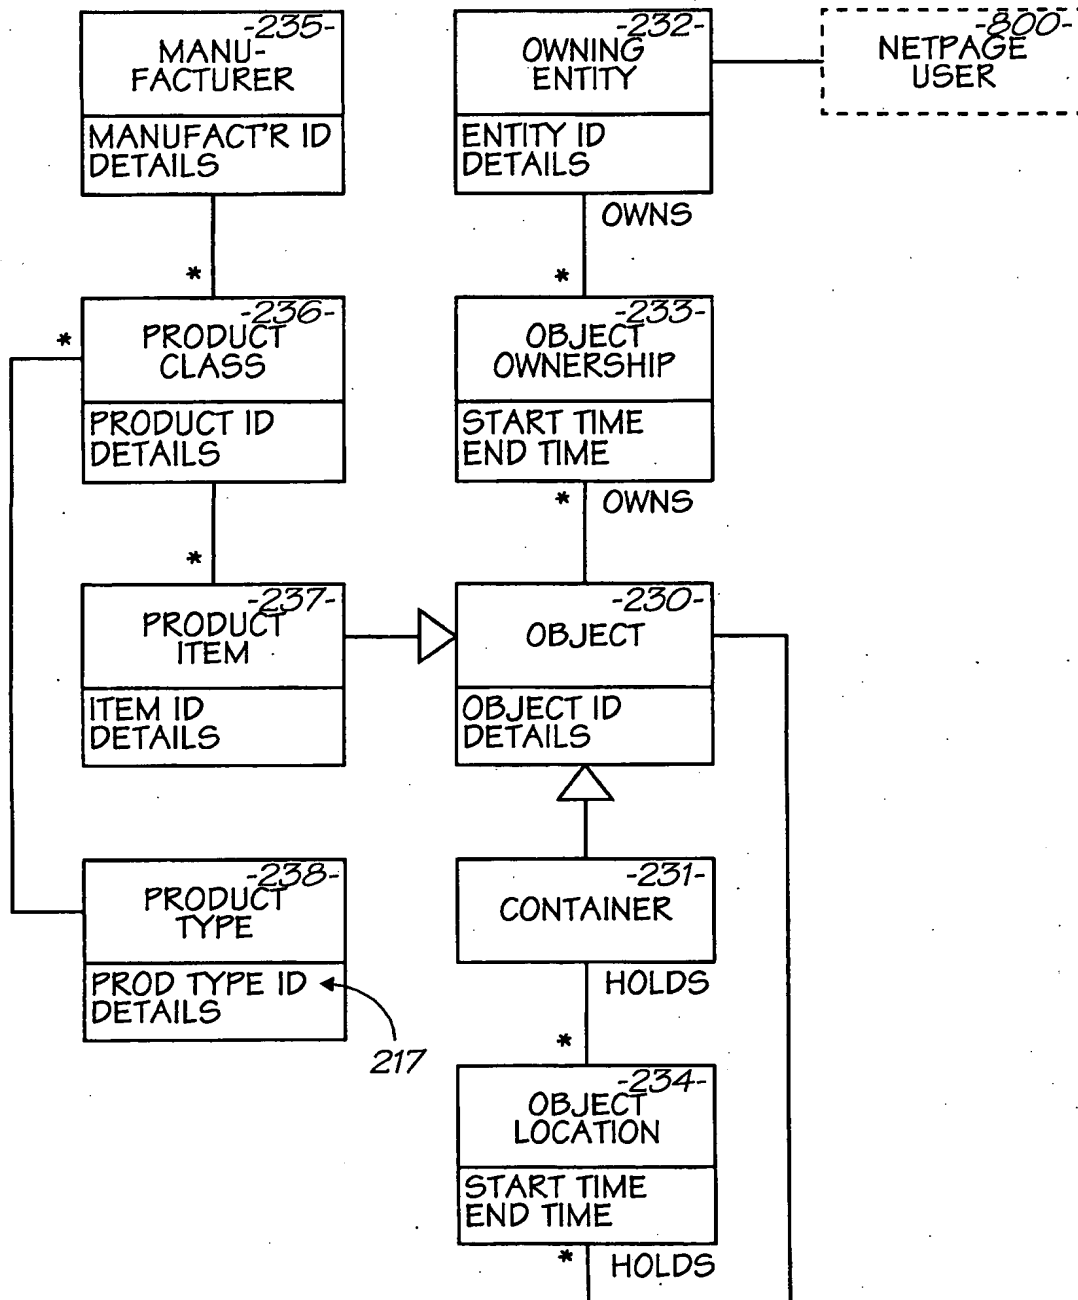 -235-
MANU-
FACTURER
MANUFACT'R ID
DETAILS
-232-
OWNING
ENTITY
ENTITY ID
DETAILS
-800-
NETPAGE
USER
OWNS
*
*
-236-
PRODUCT
CLASS
PRODUCT ID
DETAILS
*
-233-
OBJECT
OWNERSHIP
START TIME
END TIME
* OWNS
*
-237-
PRODUCT
ITEM
ITEM ID
DETAILS
-230-
OBJECT
OBJECT ID
DETAILS
-238-
PRODUCT
TYPE
PROD TYPE ID
DETAILS
217
-231-
CONTAINER
HOLDS
*
-234-
OBJECT
LOCATION
START TIME
END TIME
* HOLDS